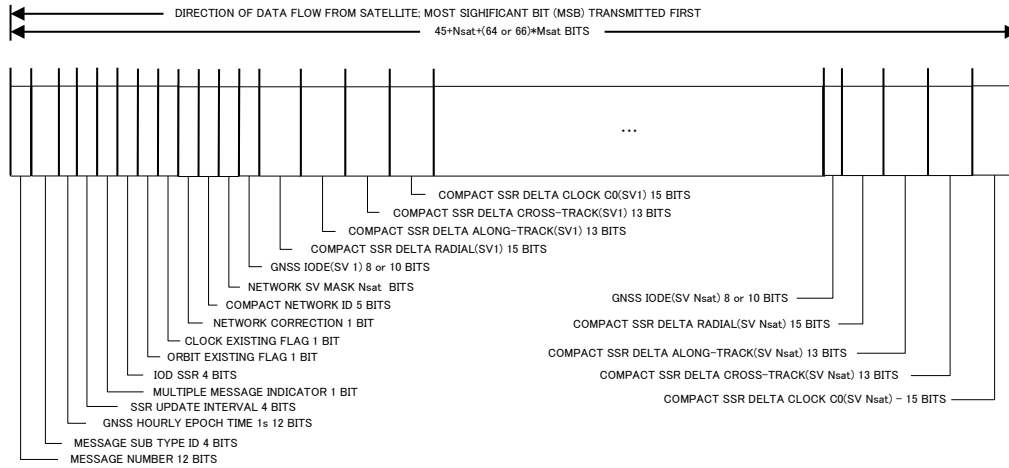 DIRECTION OF DATA FLOW FROM SATELLITE; MOST SIGHIFICANT BIT (MSB) TRANSMITTED FIRST
45+Nsat+(64 or 66)*Msat BITS
...
COMPACT SSR DELTA CLOCK C0(SV1) 15 BITS
COMPACT SSR DELTA CROSS-TRACK(SV1) 13 BITS
COMPACT SSR DELTA ALONG-TRACK(SV1) 13 BITS
COMPACT SSR DELTA RADIAL(SV1) 15 BITS
GNSS IODE(SV 1) 8 or 10 BITS
NETWORK SV MASK Nsat BITS
COMPACT NETWORK ID 5 BITS
NETWORK CORRECTION 1 BIT
CLOCK EXISTING FLAG 1 BIT
ORBIT EXISTING FLAG 1 BIT
IOD SSR 4 BITS
MULTIPLE MESSAGE INDICATOR 1 BIT
SSR UPDATE INTERVAL 4 BITS
GNSS HOURLY EPOCH TIME 1s 12 BITS
MESSAGE SUB TYPE ID 4 BITS
MESSAGE NUMBER 12 BITS
GNSS IODE(SV Nsat) 8 or 10 BITS
COMPACT SSR DELTA RADIAL(SV Nsat) 15 BITS
COMPACT SSR DELTA ALONG-TRACK(SV Nsat) 13 BITS
COMPACT SSR DELTA CROSS-TRACK(SV Nsat) 13 BITS
COMPACT SSR DELTA CLOCK C0(SV Nsat) - 15 BITS